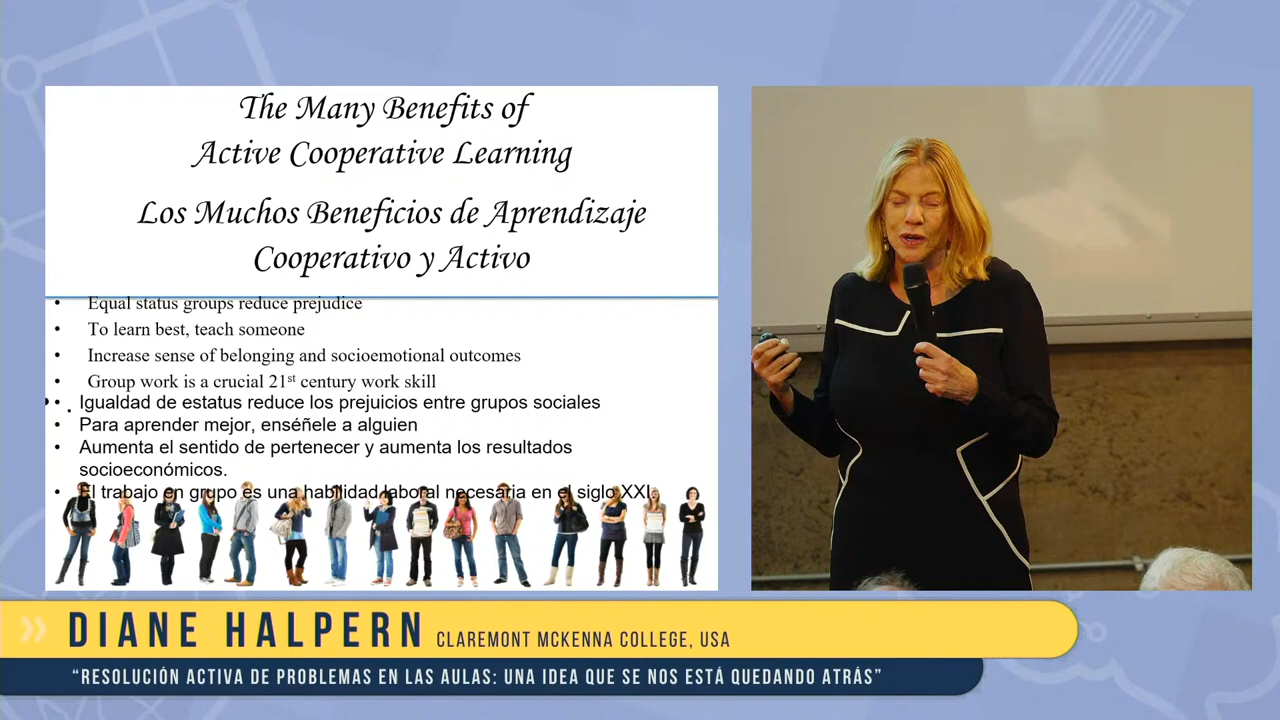 The Many Benefits of
Active Cooperative Learning
Los Muchos Beneficios de Aprendizaje
Cooperativo y Activo
• Equal status groups reduce prejudice
• To learn best, teach someone
• Increase sense of belonging and socioemotional outcomes
• Group work is a crucial 21st century work skill
• Igualdad de estatus reduce los prejuicios entre grupos sociales
• Para aprender mejor, enséñele a alguien
• Aumenta el sentido de pertenecer y aumenta los resultados
socioeconómicos.
• El trabajo en grupo es una habilidad laboral necesaria en el siglo XXI
DIANE HALPERN CLAREMONT MCKENNA COLLEGE, USA
“RESOLUCIÓN ACTIVA DE PROBLEMAS EN LAS AULAS: UNA IDEA QUE SE NOS ESTÁ QUEDANDO ATRÁS”